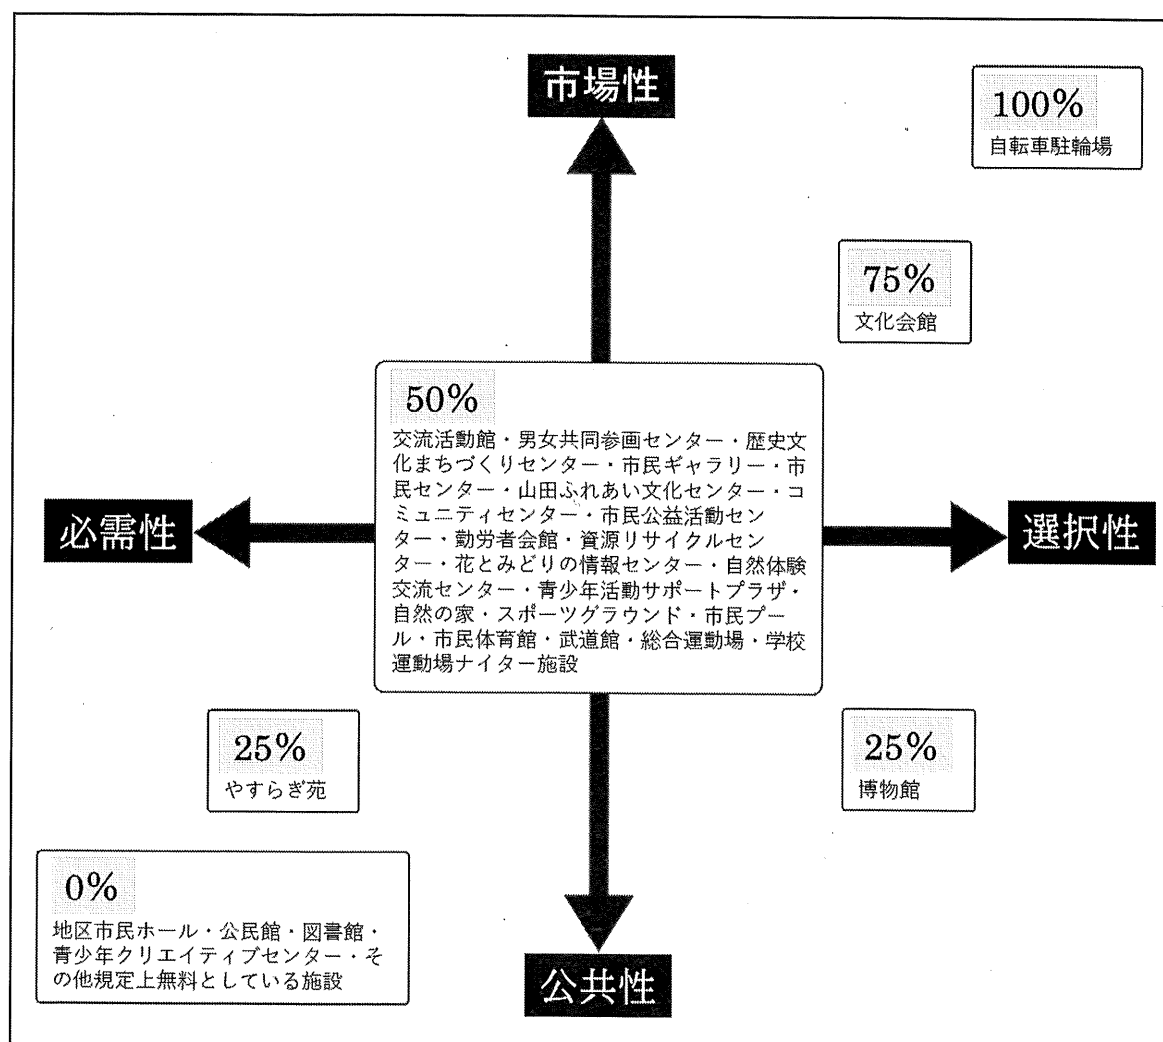 市場性
100%
自転車駐輪場
75%
文化会館
50%
交流活動館・男女共同参画センター・歴史文
化まちづくりセンター・市民ギャラリー・市
民センター・山田ふれあい文化センター・コ
ミュニティセンター・市民公益活動セン
ター・勤労者会館・資源リサイクルセン
ター・花とみどりの情報センター・自然体験
交流センター・青少年活動サポートプラザ・
自然の家・スポーツグラウンド・市民プー
ル・市民体育館・武道館・総合運動場・学校
運動場ナイター施設
必需性
選択性
25%
やすらぎ苑
25%
博物館
0%
地区市民ホール・公民館・図書館・
青少年クリエイティブセンター・そ
の他規定上無料としている施設
公共性